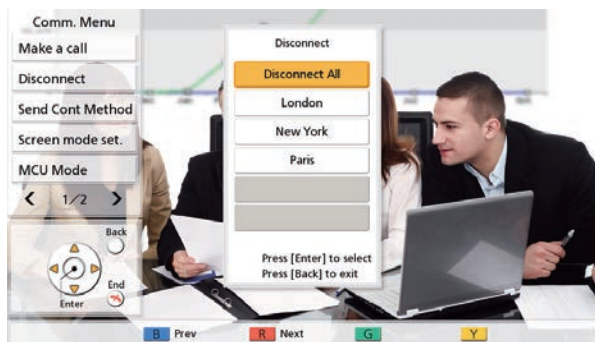 Comm. Menu
Make a call
Disconnect
Send Cont Method
Screen mode set.
MCU Mode
1/2
Back
End
Enter
Disconnect
Disconnect All
London
New York
Paris
Press [Enter] to select
Press [Back] to exit
B Prev R Next G Y